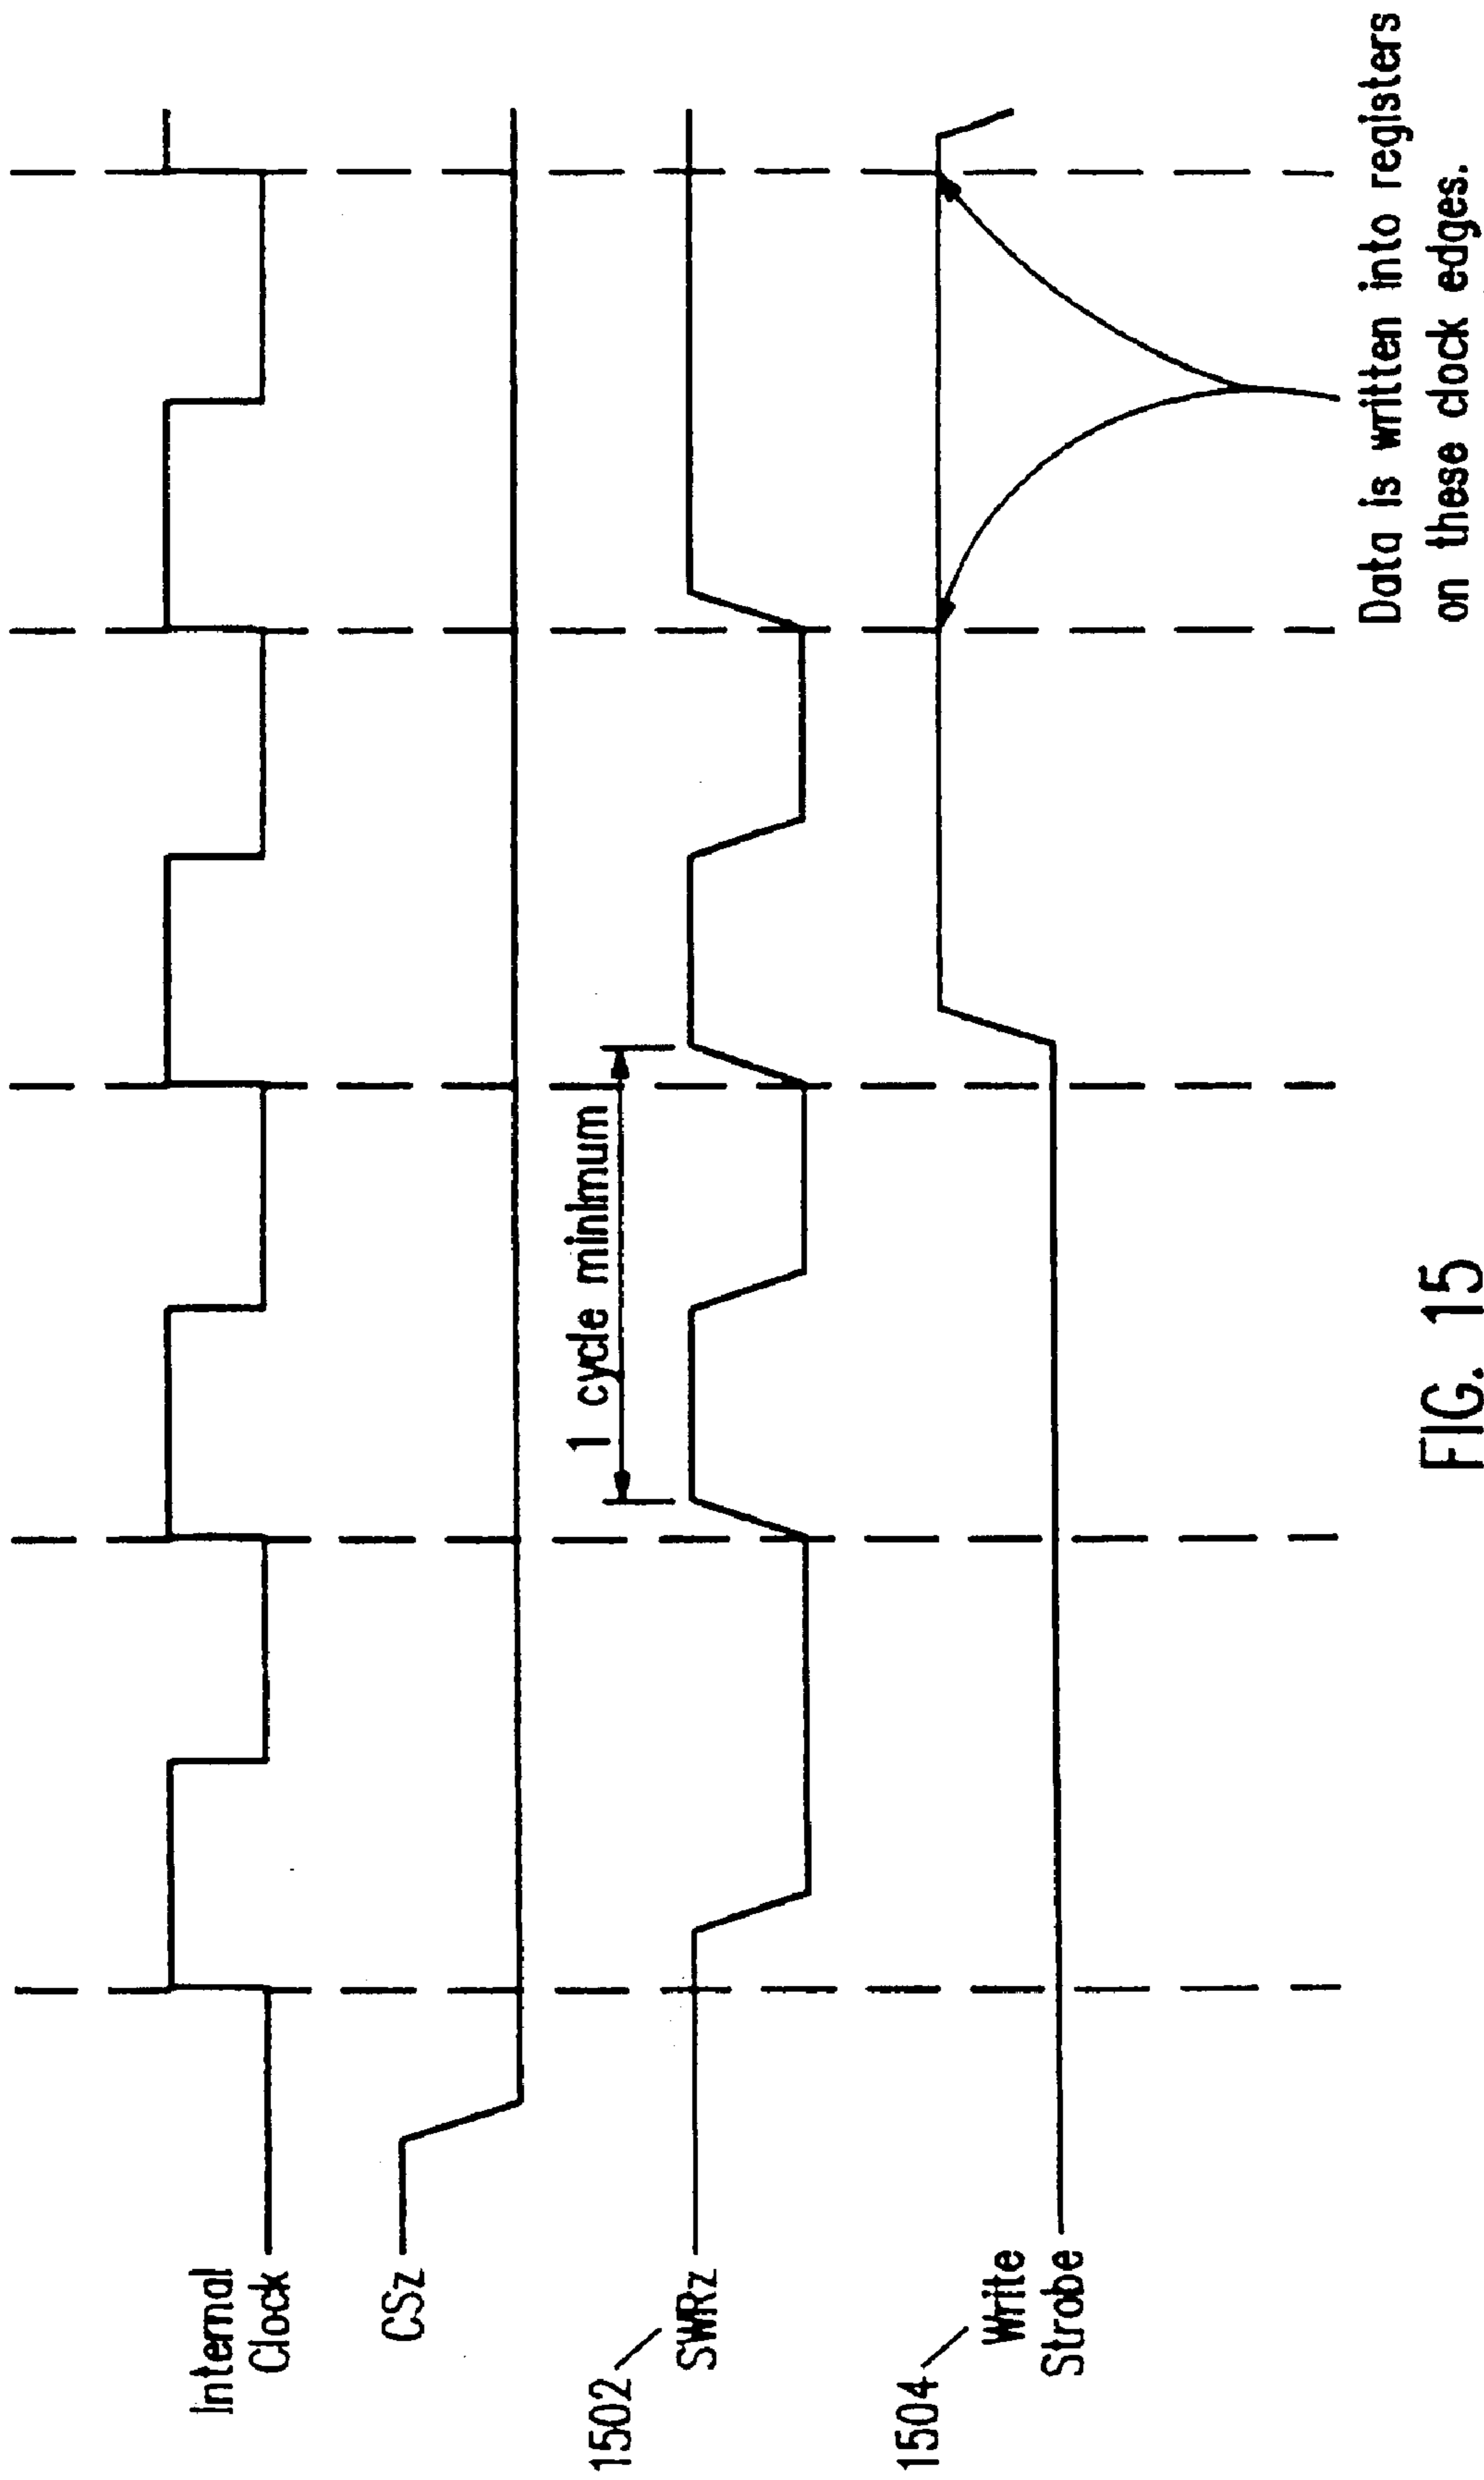 Internal
Clock
CSz
1 cycle minimum
1502
SWRz
1504
Write
Strobe
Data is written into registers
on these clock edges.
FIG. 15